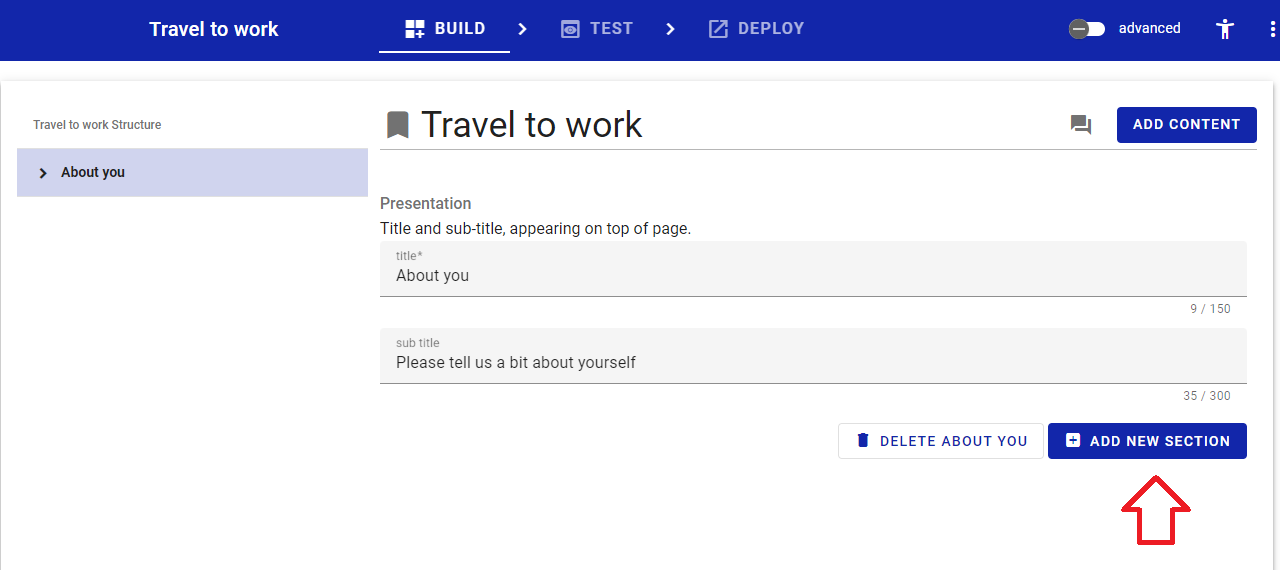 Travel to work
BUILD
TEST
DEPLOY
advanced
Travel to work Structure
About you
Travel to work
ADD CONTENT
Presentation
Title and sub-title, appearing on top of page.
title*
About you
9 / 150
sub title
Please tell us a bit about yourself
35 / 300
DELETE ABOUT YOU
ADD NEW SECTION